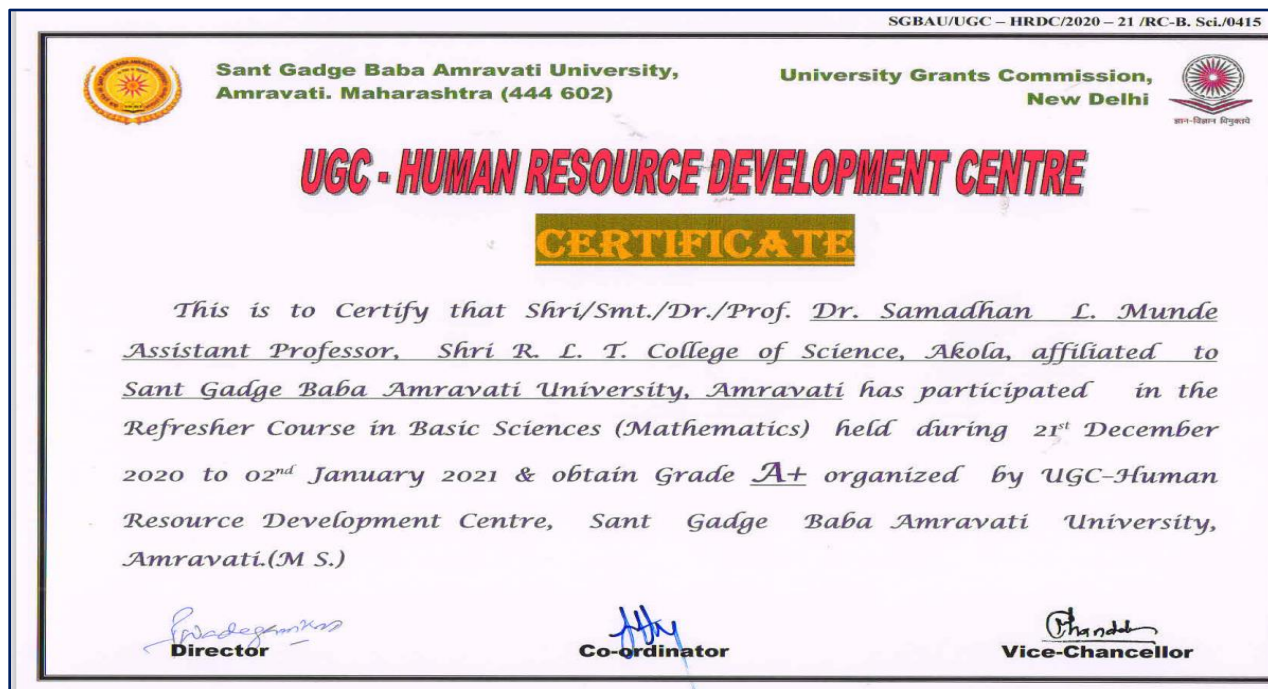 SGBAU/UGC – HRDC/2020 – 21 /RC-B. Sci./0415
Sant Gadge Baba Amravati University,
Amravati. Maharashtra (444 602)
University Grants Commission,
New Delhi
ज्ञान-विज्ञान विमुक्तये
UGC - HUMAN RESOURCE DEVELOPMENT CENTRE
CERTIFICATE
This is to Certify that Shri/Smt./Dr./Prof. Dr. Samadhan L. Munde
Assistant Professor, Shri R. L. T. College of Science, Akola, affiliated to
Sant Gadge Baba Amravati University, Amravati has participated in the
Refresher Course in Basic Sciences (Mathematics) held during 21st December
2020 to 02nd January 2021 & obtain Grade A+ organized by UGC–Human
Resource Development Centre, Sant Gadge Baba Amravati University,
Amravati.(M S.)
Director
Co-ordinator
Vice-Chancellor